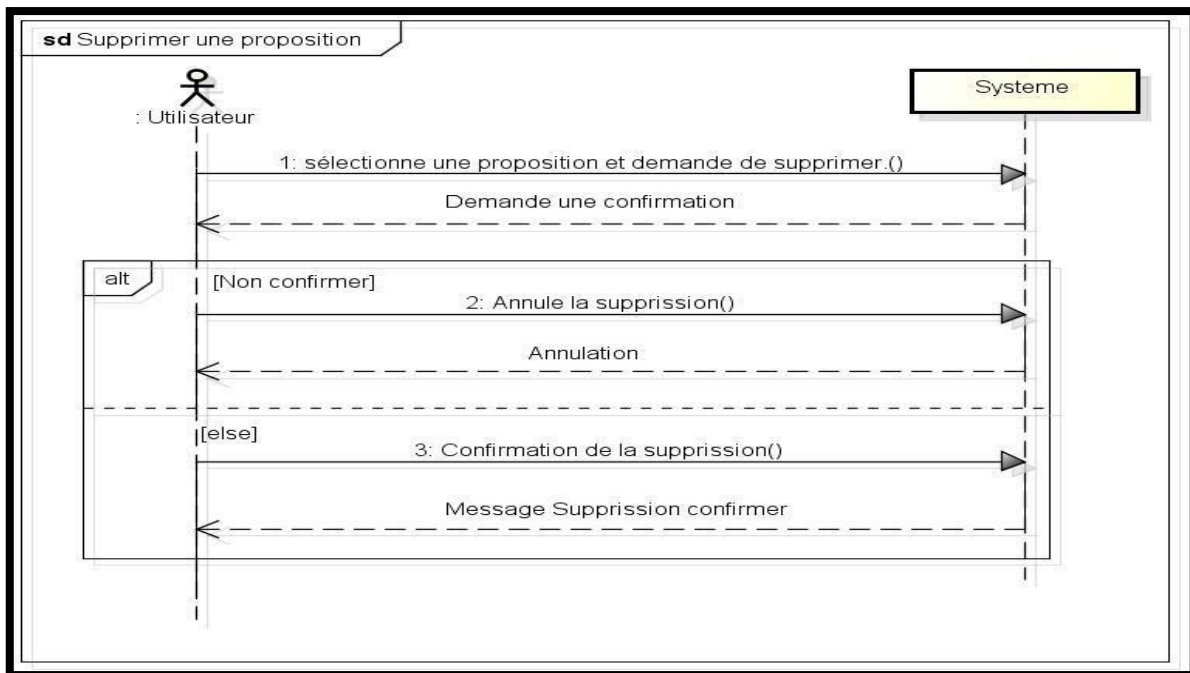 sd Supprimer une proposition
: Utilisateur
Systeme
1: sélectionne une proposition et demande de supprimer.()
Demande une confirmation
alt
[Non confirmer]
2: Annule la supprission()
Annulation
[else]
3: Confirmation de la supprission()
Message Supprission confirmer